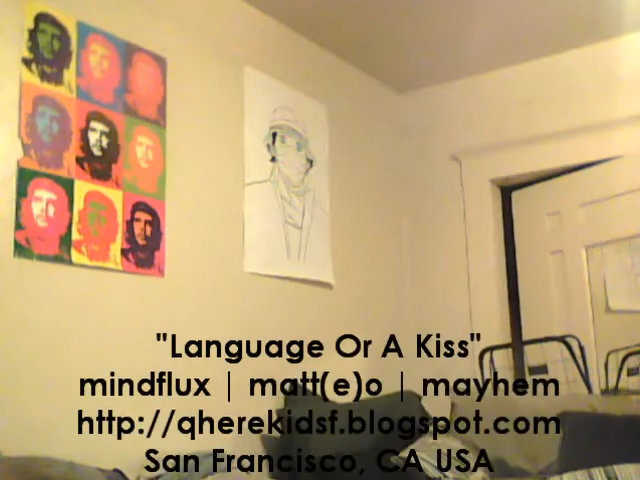 "Language Or A Kiss"
mindflux | matt(e)o | mayhem
http://qherekidsf.blogspot.com
San Francisco, CA USA